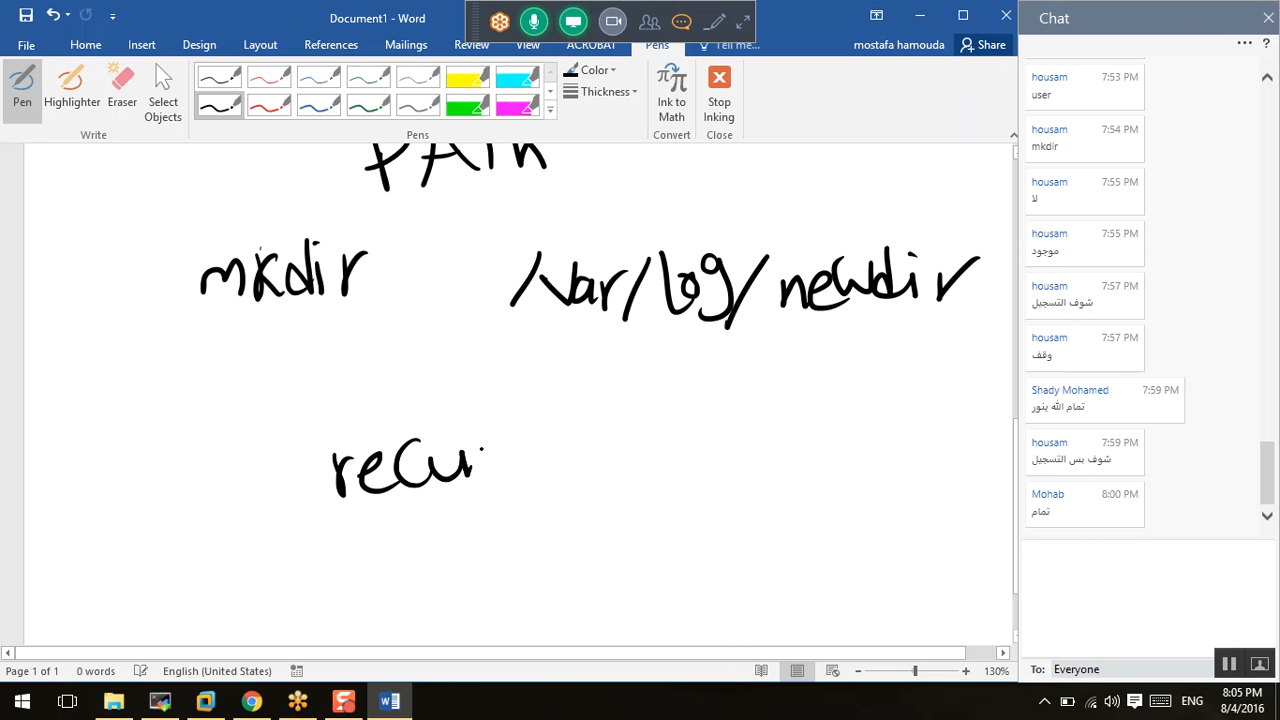 Document1 - Word
File
Home
Insert
Design
Layout
References
Mailings
Review
View
ACROBAT
Pens
Tell me...
mostafa hamouda
Share
Pen
Highlighter
Eraser
Select Objects
Write
Pens
Color
Thickness
Ink to Math
Convert
Stop Inking
Close
PATH
mkdir /var/log/newdir
recur
Chat
housam 7:53 PM
user
housam 7:54 PM
mkdir
housam 7:55 PM
لا
housam 7:55 PM
موجود
housam 7:57 PM
شوف التسجيل
housam 7:57 PM
وقف
Shady Mohamed 7:59 PM
تمام الله ينور
housam 7:59 PM
شوف بس التسجيل
Mohab 8:00 PM
تمام
To: Everyone
Page 1 of 1
0 words
English (United States)
130%
ENG
8:05 PM
8/4/2016